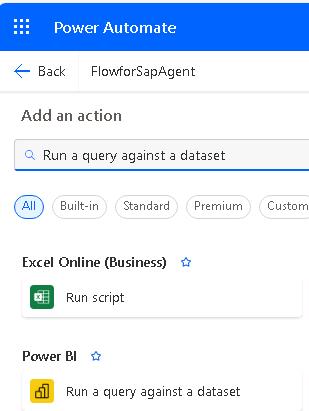 Power Automate
Back
FlowforSapAgent
Add an action
Run a query against a dataset
All
Built-in
Standard
Premium
Custom
Excel Online (Business)
Run script
Power BI
Run a query against a dataset